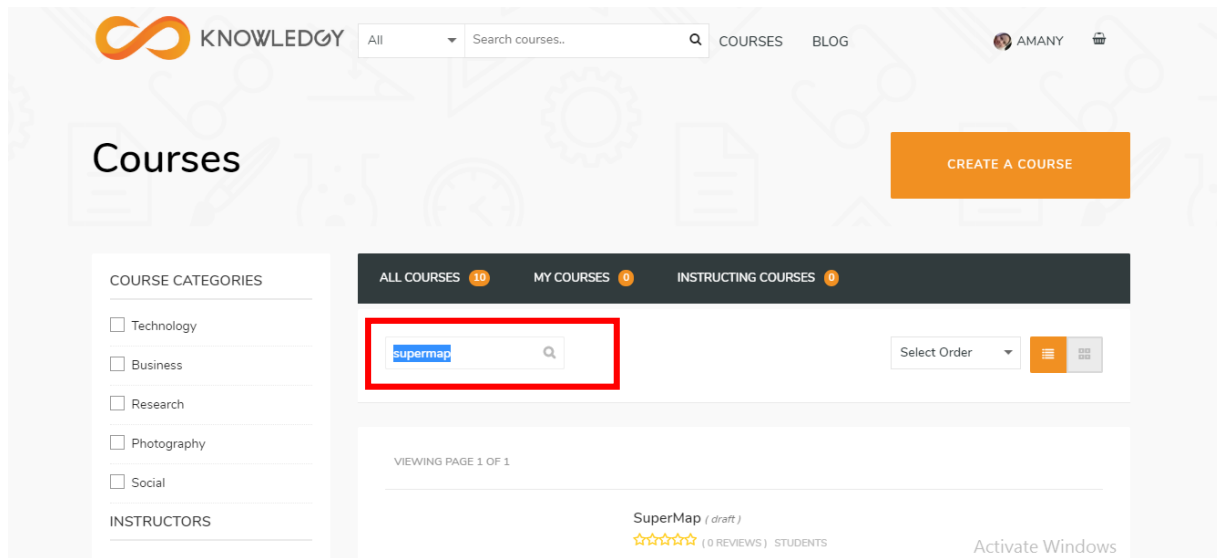 KNOWLEDGY All Search courses.. COURSES BLOG AMANY
Courses
CREATE A COURSE
COURSE CATEGORIES
Technology
Business
Research
Photography
Social
INSTRUCTORS
ALL COURSES 10 MY COURSES 0 INSTRUCTING COURSES 0
supermap
Select Order
VIEWING PAGE 1 OF 1
SuperMap ( draft )
( 0 REVIEWS ) STUDENTS
Activate Windows